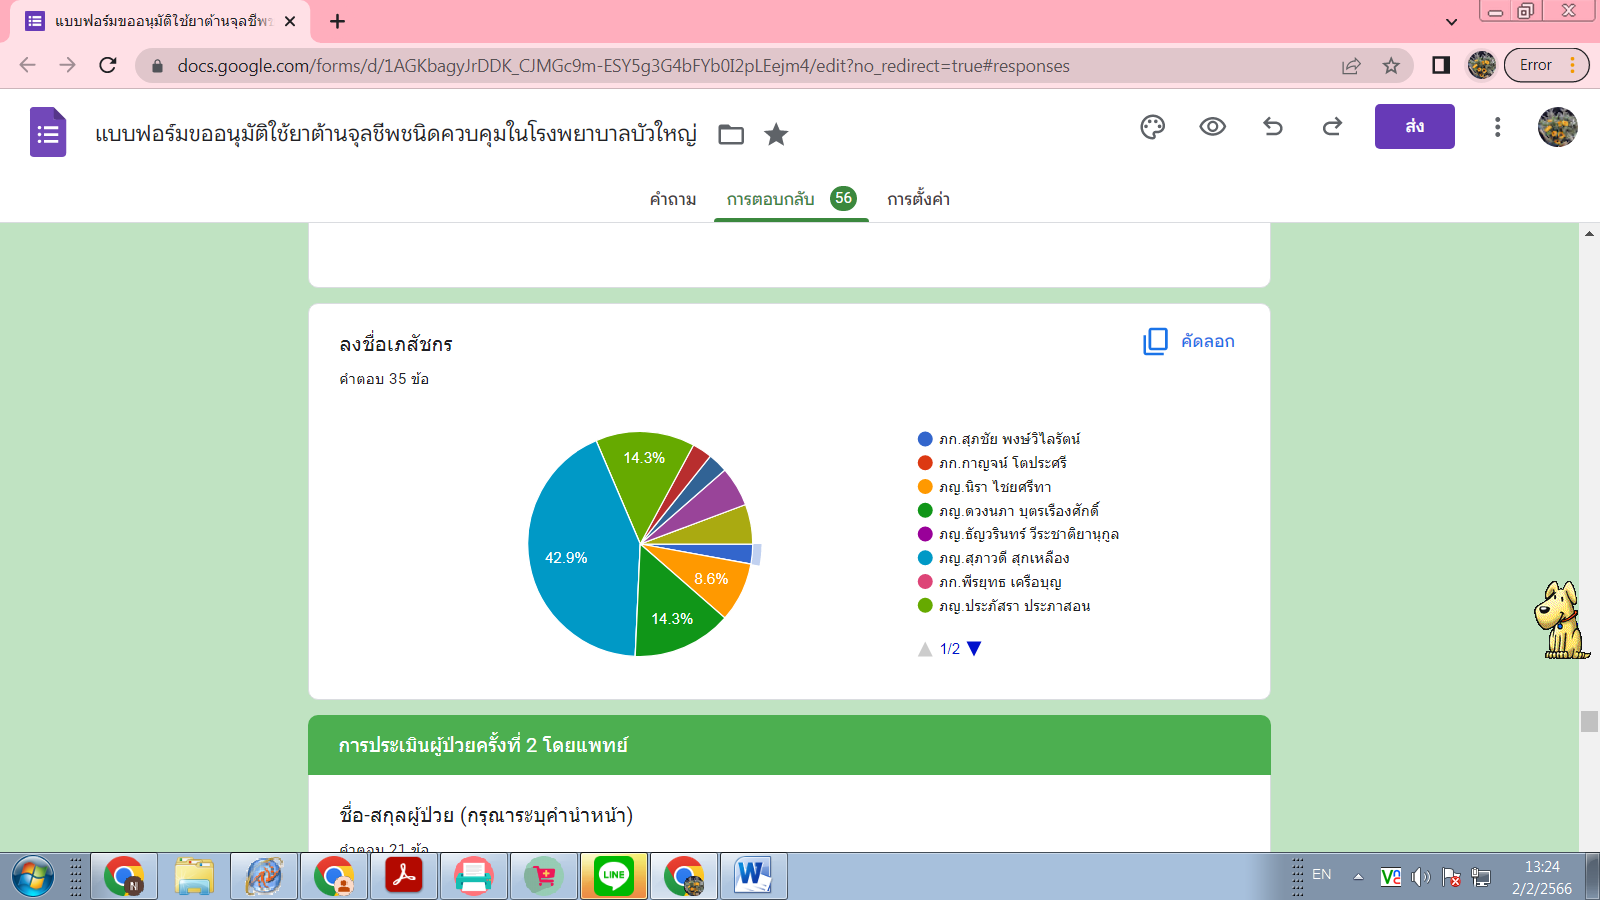 แบบฟอร์มขออนุมัติใช้ยาต้านจุลชีพช
docs.google.com/forms/d/1AGKbagyJrDDK_CJMGc9m-ESY5g3G4bFYb0I2pLEejm4/edit?no_redirect=true#responses
Error
แบบฟอร์มขออนุมัติใช้ยาต้านจุลชีพชนิดควบคุมในโรงพยาบาลบัวใหญ่
ส่ง
คำถาม
การตอบกลับ 56
การตั้งค่า
ลงชื่อเภสัชกร
คัดลอก
คำตอบ 35 ข้อ
14.3%
42.9%
8.6%
14.3%
ภก.สุภชัย พงษ์วิไลรัตน์
ภก.กาญจน์ โตประศรี
ภญ.นิรา ไชยศรีทา
ภญ.ดวงนภา บุตรเรืองศักดิ์
ภญ.ธัญวรินทร์ วีระชาติยานุกูล
ภญ.สุภาวดี สุกเหลือง
ภก.พีรยุทธ เครือบุญ
ภญ.ประภัสรา ประภาสอน
1/2
การประเมินผู้ป่วยครั้งที่ 2 โดยแพทย์
ชื่อ-สกุลผู้ป่วย (กรุณาระบุคำนำหน้า)
คำตอบ 21 ข้อ
N
LINE
W
EN
13:24
2/2/2566